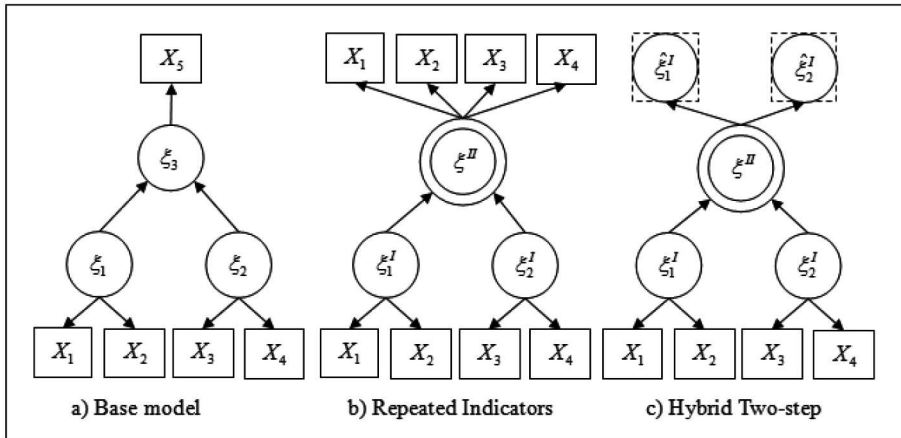 X₅
X₁ X₂ X₃ X₄
ξ̂₁ᴵ ξ̂₂ᴵ
ξ₃
ξᴵᴵ
ξᴵᴵ
ξ₁ ξ₂
ξ₁ᴵ ξ₂ᴵ
ξ₁ᴵ ξ₂ᴵ
X₁ X₂ X₃ X₄
X₁ X₂ X₃ X₄
X₁ X₂ X₃ X₄
a) Base model
b) Repeated Indicators
c) Hybrid Two-step